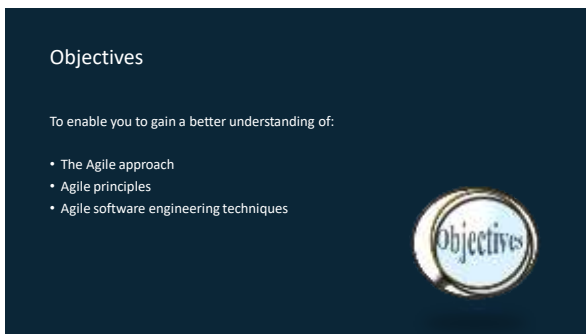 Objectives
To enable you to gain a better understanding of:
• The Agile approach
• Agile principles
• Agile software engineering techniques
Objectives